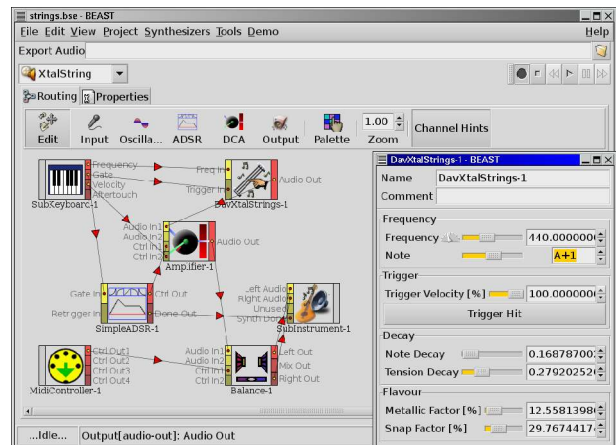 strings.bse - BEAST
File Edit View Project Synthesizers Tools Demo Help
Export Audio
XtalString
Routing Properties
Edit Input Oscilla... ADSR DCA Output Palette 1.00 Zoom Channel Hints
Frequency
Gate
Velocity
Aftertouch
SubKeyboarc-1
Freq In
Trigger In
Audio Out
DavXtalStrings-1
Audio In1
Audio In2
Ctrl In1
Ctrl In2
Audio Out
Amp.ifier-1
Gate In
Retrigger In
Ctrl Out
Done Out
SimpleADSR-1
Left Audio
Right Audio
Unused
Synth Done
SubInstrument-1
Ctrl Out1
Ctrl Out2
Ctrl Out3
Ctrl Out4
MidiController-1
Audio In1
Audio In2
Ctrl In1
Ctrl In2
Left Out
Mix Out
Right Out
Balance-1
...Idle... Output[audio-out]: Audio Out
DavXtalStrings-1 - BEAST
Name DavXtalStrings-1
Comment
Frequency
Frequency 440.0000000
Note A+1
Trigger
Trigger Velocity [%] 100.000000
Trigger Hit
Decay
Note Decay 0.16878700
Tension Decay 0.27920252
Flavour
Metallic Factor [%] 12.5581398
Snap Factor [%] 29.7674417